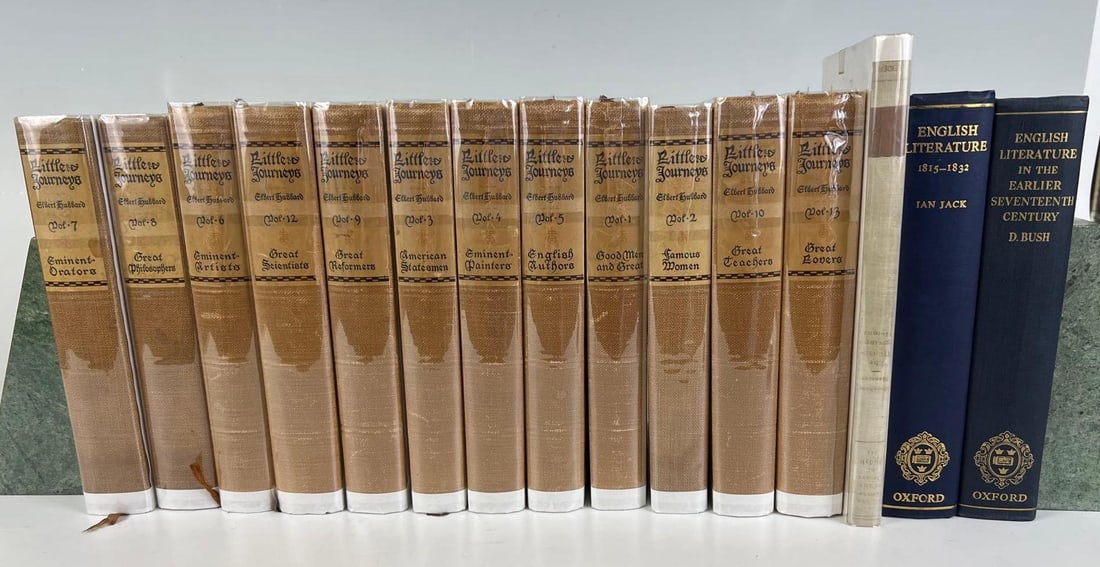 Little
Journeys
Elbert Hubbard
Vol·7
Eminent
Orators
Little
Journeys
Elbert Hubbard
Vol·8
Great
Philosophers
Little
Journeys
Elbert Hubbard
Vol·6
Eminent
Artists
Little
Journeys
Elbert Hubbard
Vol·12
Great
Scientists
Little
Journeys
Elbert Hubbard
Vol·9
Great
Reformers
Little
Journeys
Elbert Hubbard
Vol·3
American
Statesmen
Little
Journeys
Elbert Hubbard
Vol·4
Eminent
Painters
Little
Journeys
Elbert Hubbard
Vol·5
English
Authors
Little
Journeys
Elbert Hubbard
Vol·1
Good Men
and Great
Little
Journeys
Elbert Hubbard
Vol·2
Famous
Women
Little
Journeys
Elbert Hubbard
Vol·10
Great
Teachers
Little
Journeys
Elbert Hubbard
Vol·13
Great
Lovers
ENGLISH
LITERATURE
1815–1832
IAN JACK
OXFORD
ENGLISH
LITERATURE
IN THE
EARLIER
SEVENTEENTH
CENTURY
D. BUSH
OXFORD